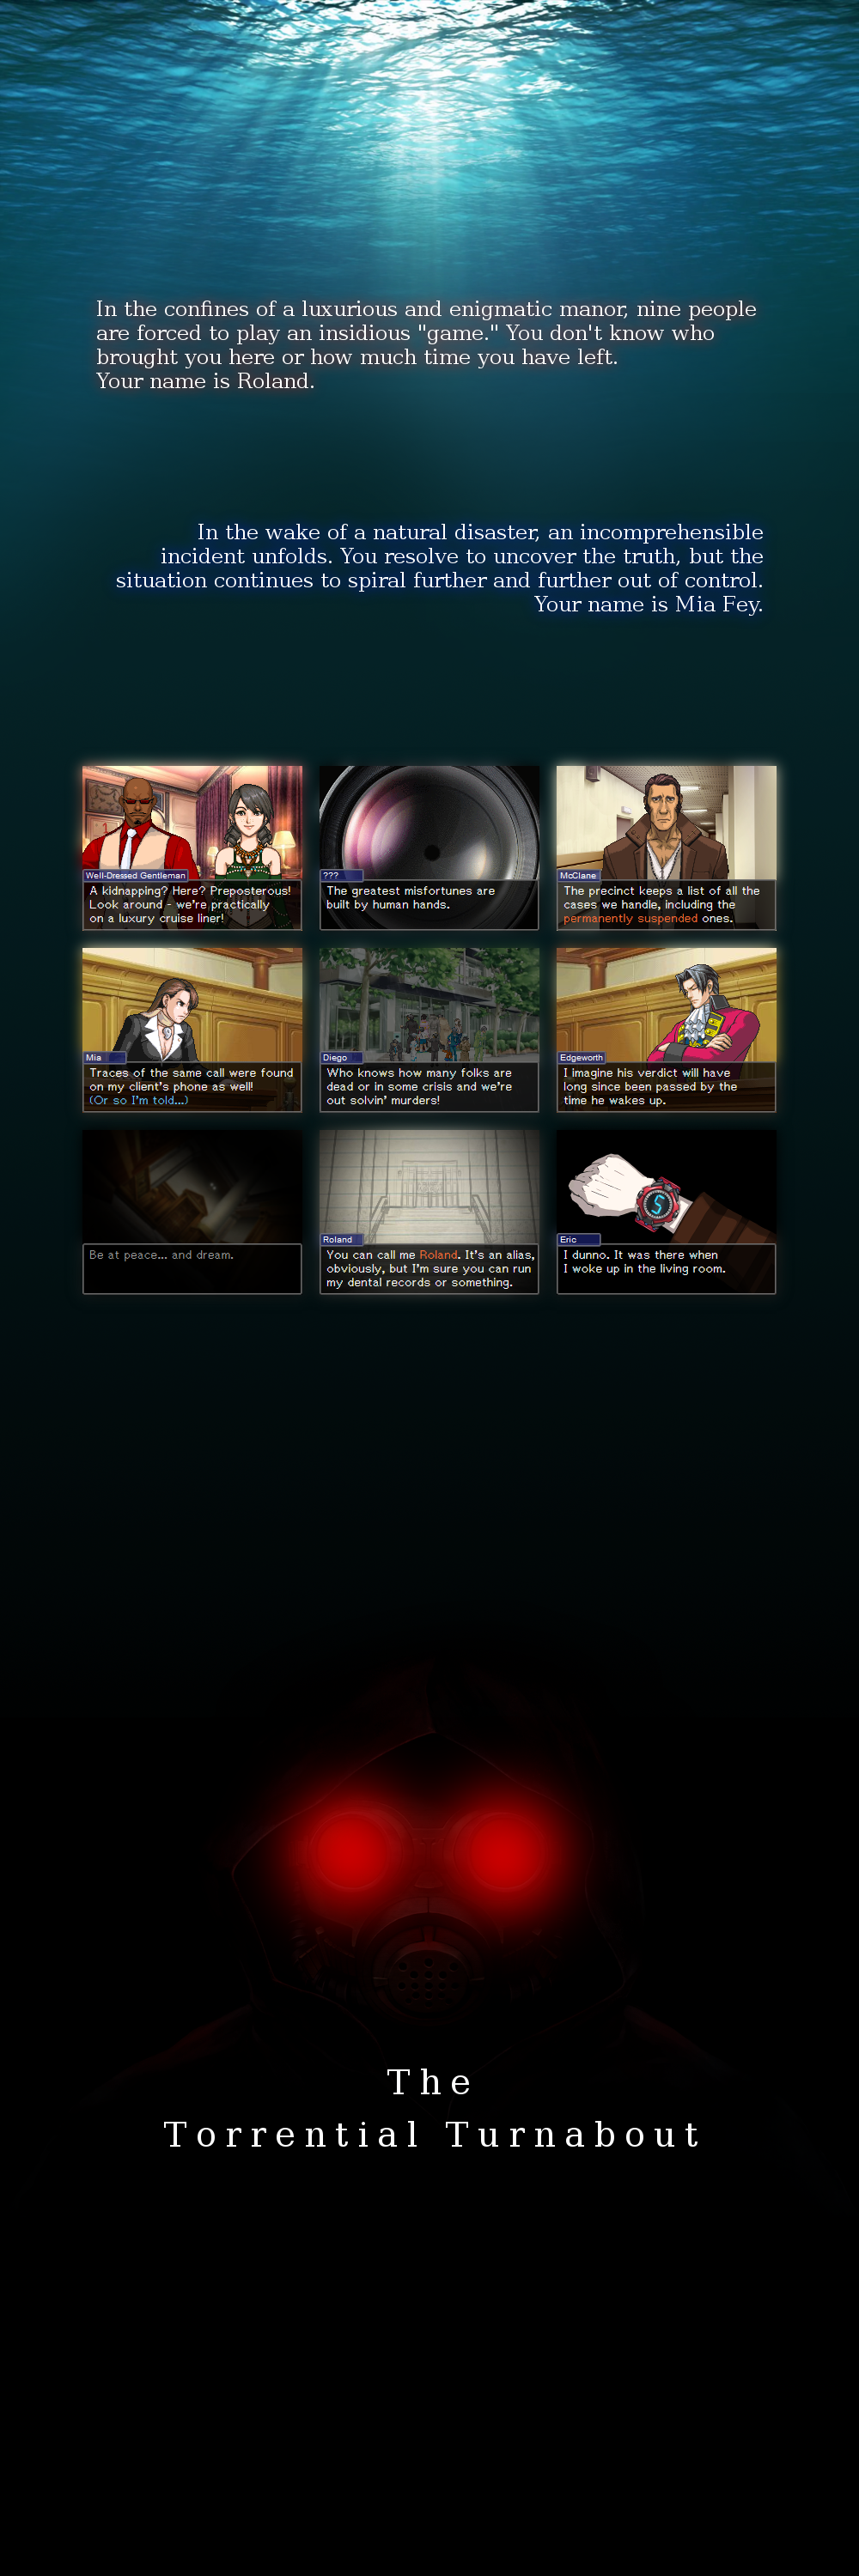 In the confines of a luxurious and enigmatic manor, nine people
are forced to play an insidious "game." You don't know who
brought you here or how much time you have left.
Your name is Roland.
In the wake of a natural disaster, an incomprehensible
incident unfolds. You resolve to uncover the truth, but the
situation continues to spiral further and further out of control.
Your name is Mia Fey.
Well-Dressed Gentleman
A kidnapping? Here? Preposterous!
Look around - we're practically
on a luxury cruise liner!
???
The greatest misfortunes are
built by human hands.
McClane
The precinct keeps a list of all the
cases we handle, including the
permanently suspended ones.
Mia
Traces of the same call were found
on my client's phone as well!
(Or so I'm told...)
Diego
Who knows how many folks are
dead or in some crisis and we're
out solvin' murders!
Edgeworth
I imagine his verdict will have
long since been passed by the
time he wakes up.
Be at peace... and dream.
Roland
You can call me Roland. It's an alias,
obviously, but I'm sure you can run
my dental records or something.
5
Eric
I dunno. It was there when
I woke up in the living room.
The
Torrential Turnabout